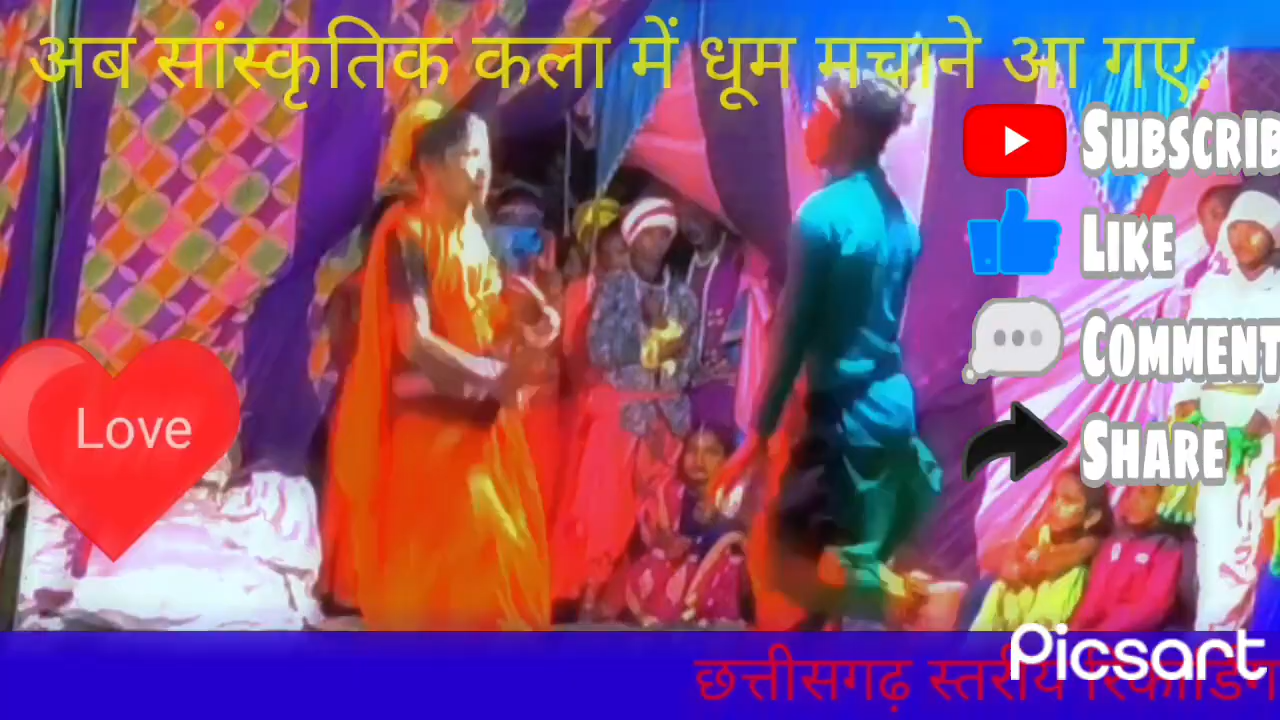 अब सांस्कृतिक कला में धूम मचाने आ गए.
SUBSCRIB
LIKE
COMMENT
SHARE
Love
छत्तीसगढ़ स्तरीय रिकॉर्डिंग
Picsart